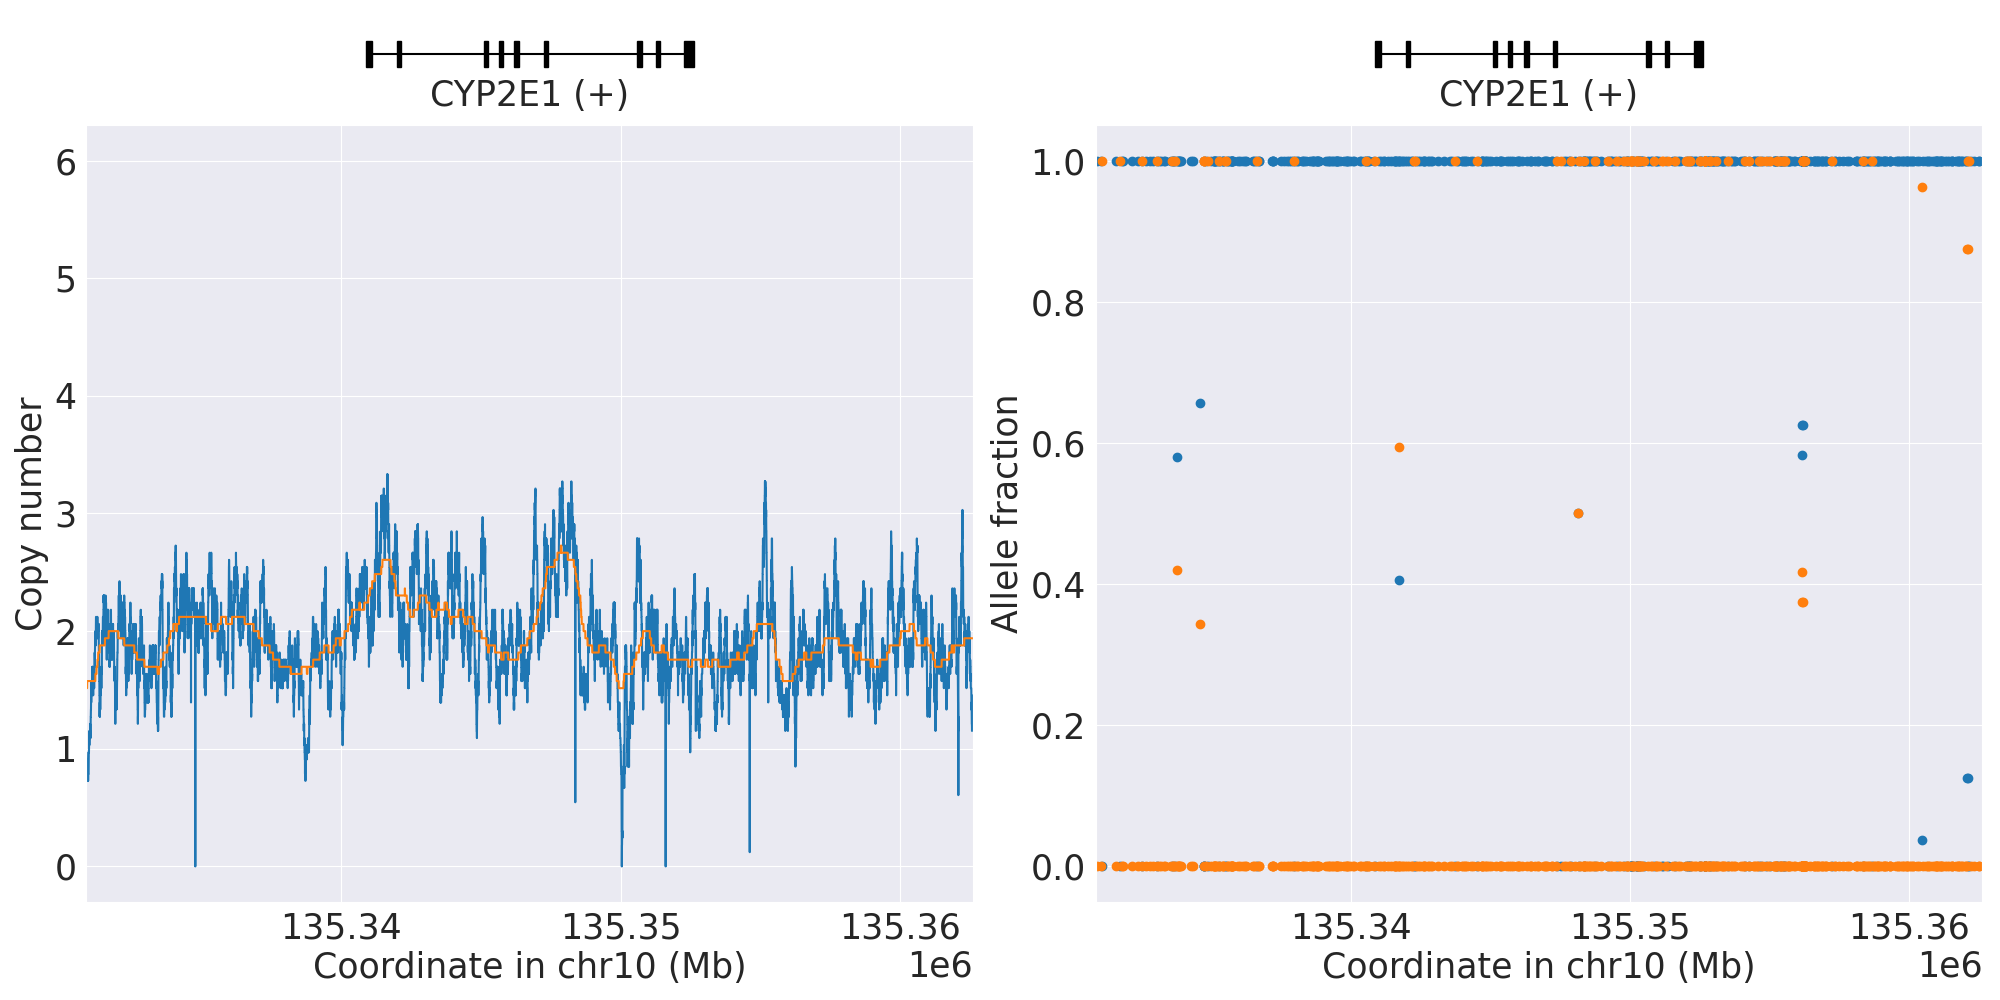 CYP2E1 (+)
6
5
4
3
2
1
0
Copy number
135.34
135.35
135.36
Coordinate in chr10 (Mb)
1e6
CYP2E1 (+)
1.0
0.8
0.6
0.4
0.2
0.0
Allele fraction
135.34
135.35
135.36
Coordinate in chr10 (Mb)
1e6